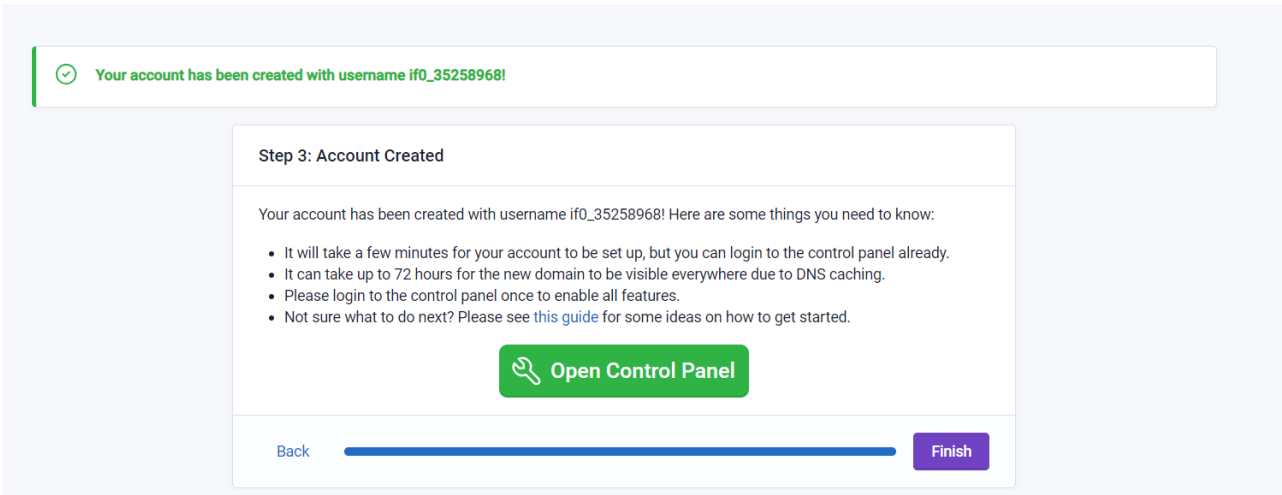 Your account has been created with username if0_35258968!
Step 3: Account Created
Your account has been created with username if0_35258968! Here are some things you need to know:
It will take a few minutes for your account to be set up, but you can login to the control panel already.
It can take up to 72 hours for the new domain to be visible everywhere due to DNS caching.
Please login to the control panel once to enable all features.
Not sure what to do next? Please see this guide for some ideas on how to get started.
Open Control Panel
Back
Finish